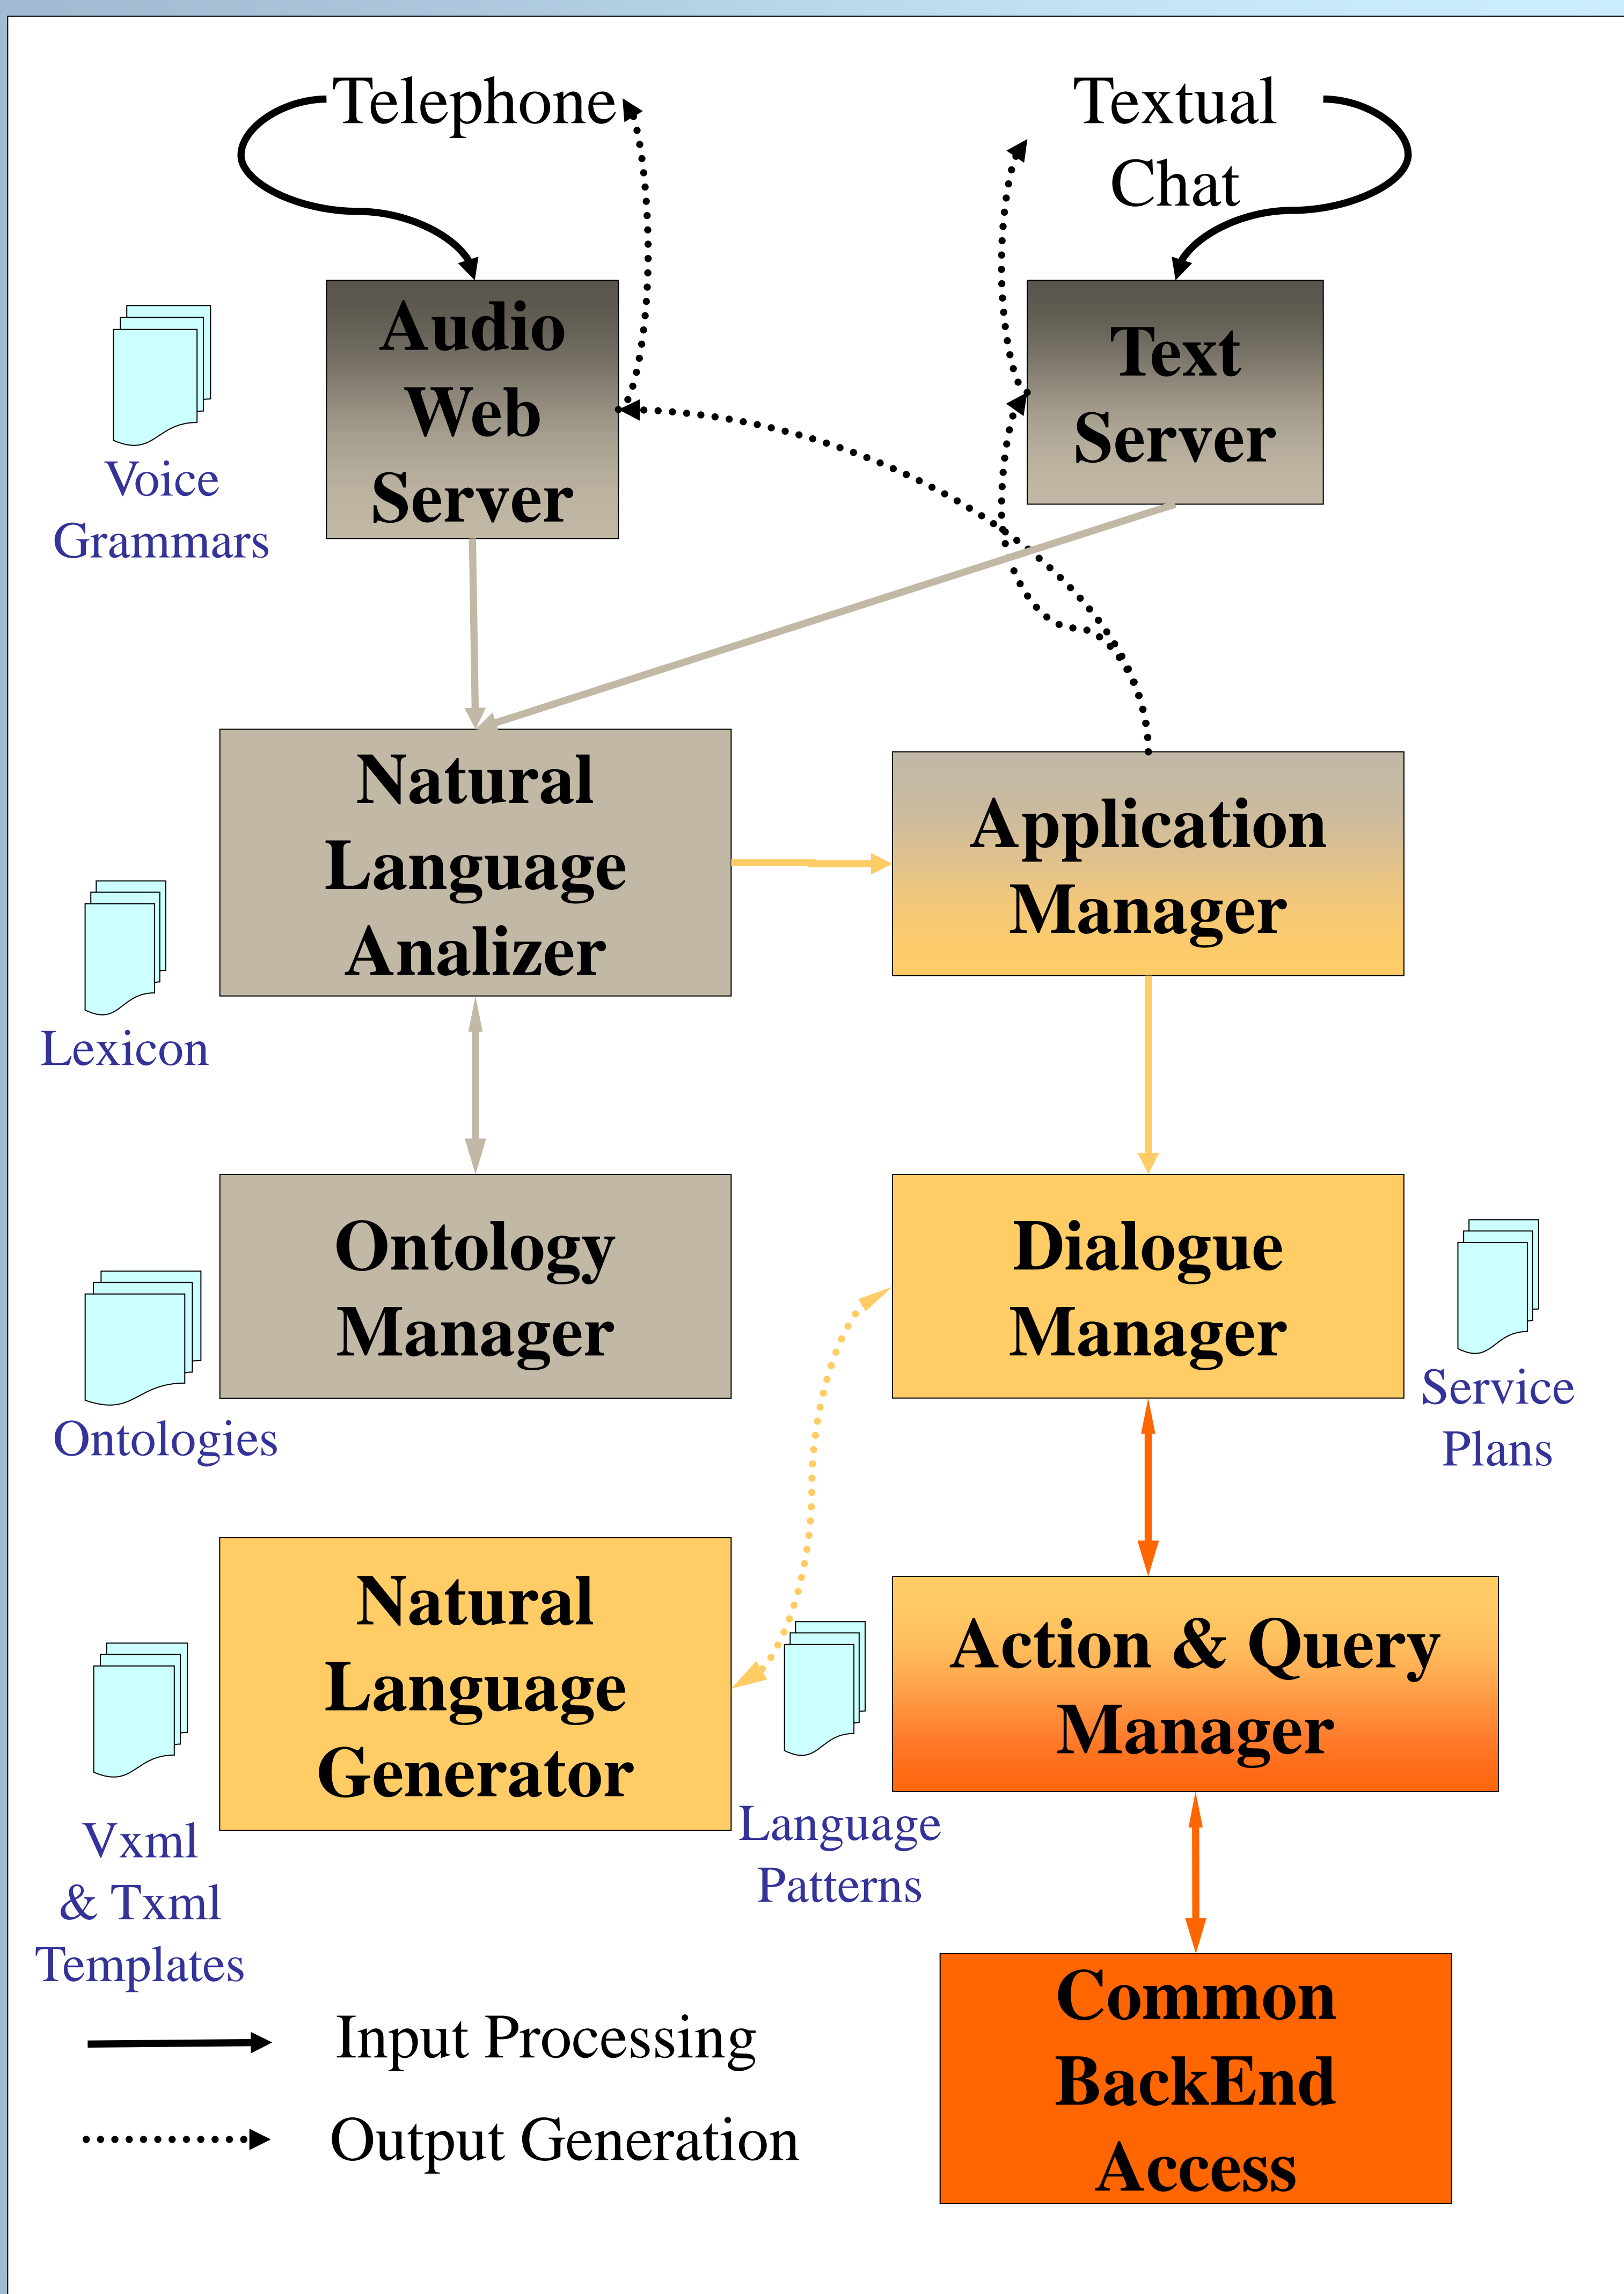 Telephone
Textual
Chat
Audio
Web
Server
Text
Server
Voice
Grammars
Natural
Language
Analizer
Application
Manager
Lexicon
Ontology
Manager
Dialogue
Manager
Ontologies
Service
Plans
Natural
Language
Generator
Action & Query
Manager
Vxml
& Txml
Templates
Language
Patterns
Common
BackEnd
Access
Input Processing
Output Generation